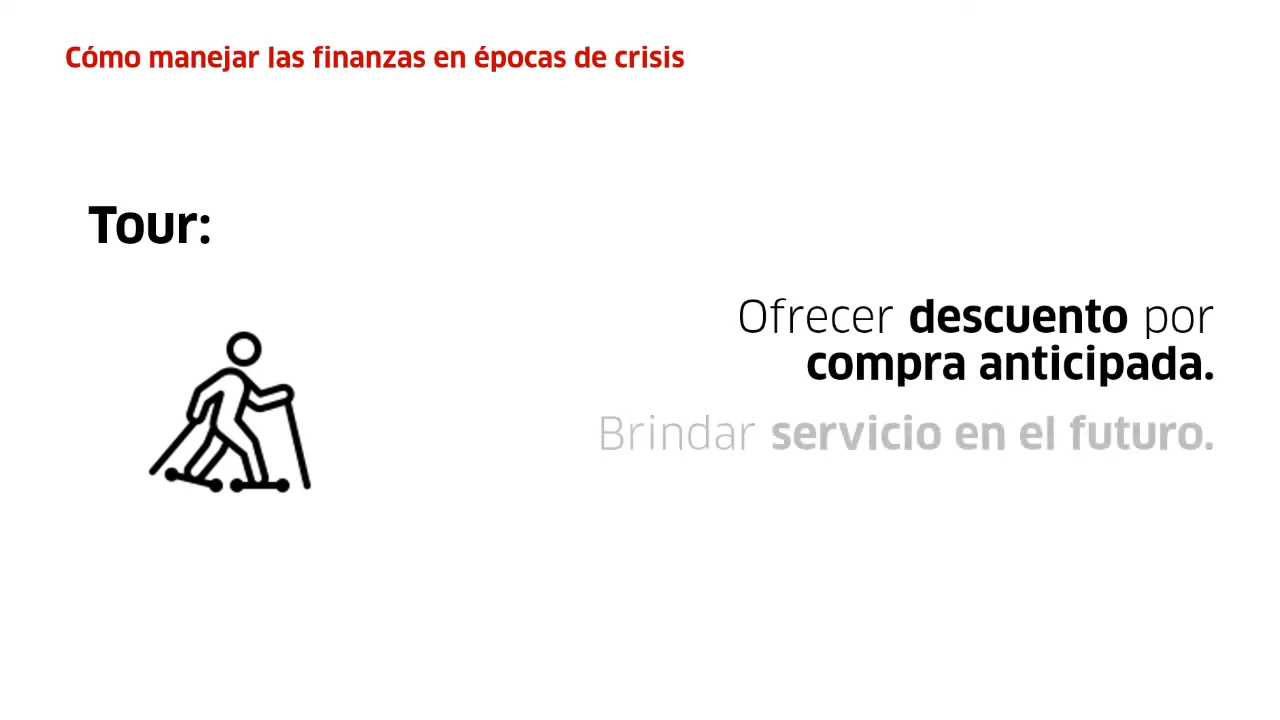 Cómo manejar las finanzas en épocas de crisis
Tour:
Ofrecer descuento por
compra anticipada.
Brindar servicio en el futuro.